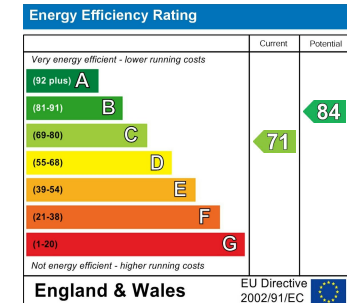 Energy Efficiency Rating
Current Potential
Very energy efficient - lower running costs
(92 plus) A
(81-91) B
84
(69-80) C
71
(55-68) D
(39-54) E
(21-38) F
(1-20) G
Not energy efficient - higher running costs
England & Wales
EU Directive
2002/91/EC